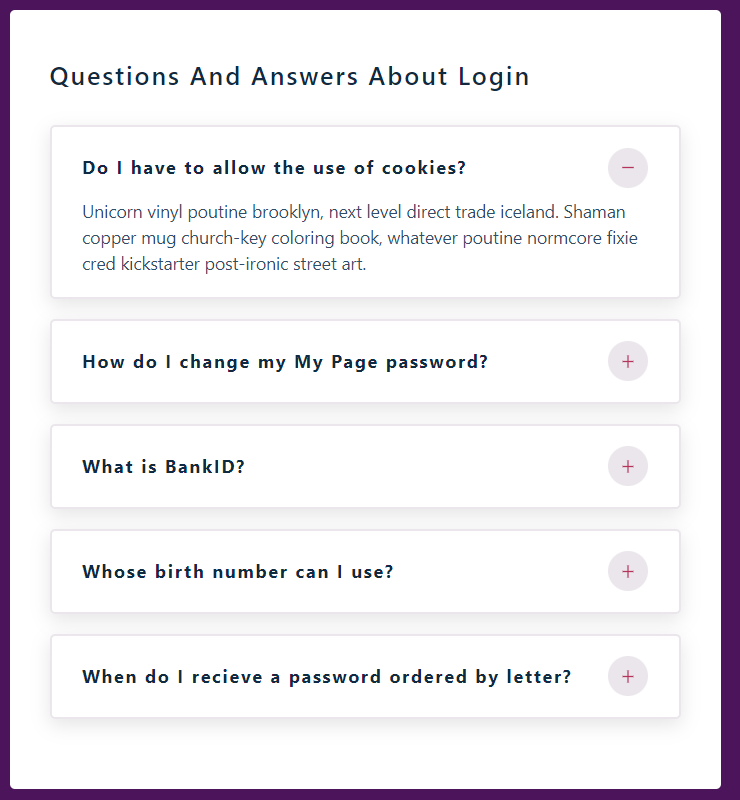 Questions And Answers About Login
Do I have to allow the use of cookies?
Unicorn vinyl poutine brooklyn, next level direct trade iceland. Shaman
copper mug church-key coloring book, whatever poutine normcore fixie
cred kickstarter post-ironic street art.
How do I change my My Page password?
What is BankID?
Whose birth number can I use?
When do I recieve a password ordered by letter?